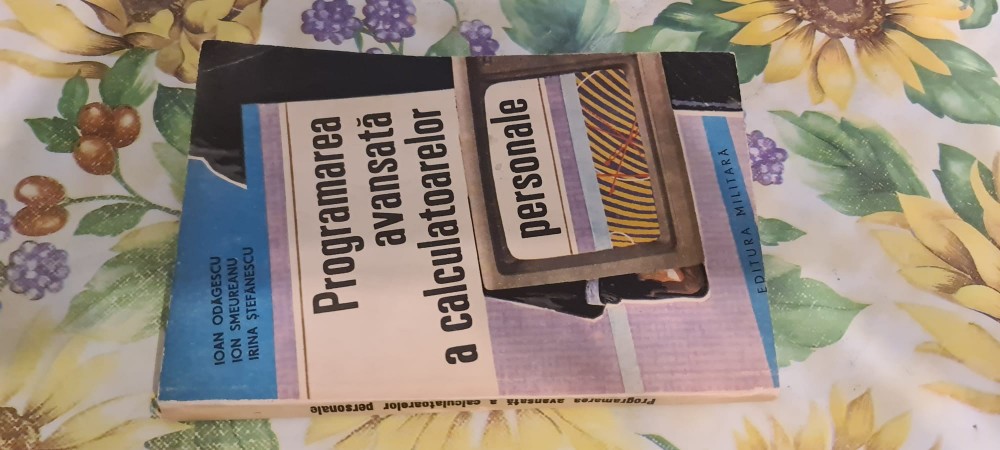 IOAN ODĂGESCU
ION SMEUREANU
IRINA ȘTEFĂNESCU
Programarea
avansată
a calculatoarelor
personale
EDITURA MILITARĂ
Programarea avansată a calculatoarelor personale